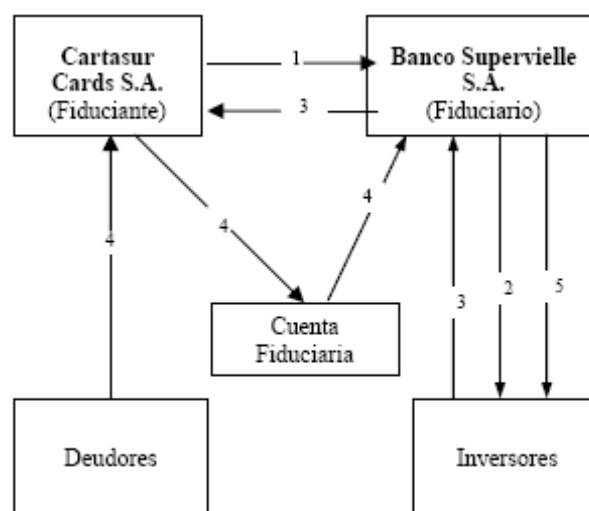 Cartasur
Cards S.A.
(Fiduciante)
1
Banco Supervielle
S.A.
(Fiduciario)
3
4
4
4
3
2
5
Cuenta
Fiduciaria
Deudores
Inversores